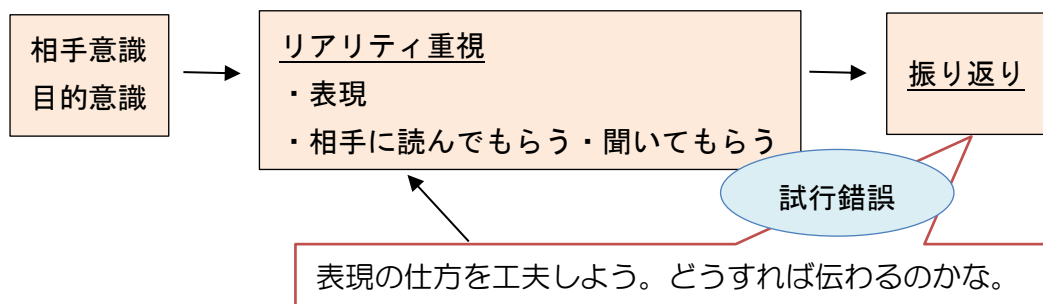 相手意識
目的意識
リアリティ重視
・表現
・相手に読んでもらう・聞いてもらう
振り返り
試行錯誤
表現の仕方を工夫しよう。どうすれば伝わるのかな。